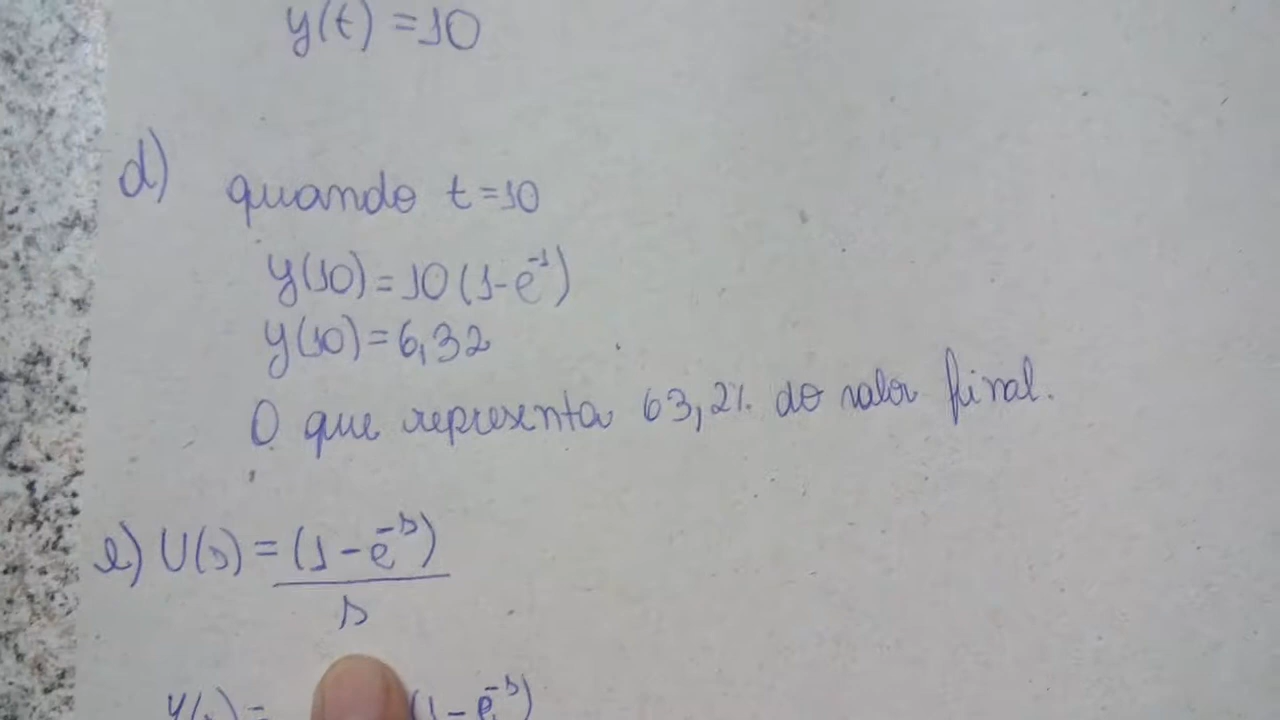 y(t) = 10
d) quando t=10
y(10) = 10(1-e^-1)
y(10) = 6,32
O que representa 63,2% do valor final.
e) U(s) = (1-e^-s)
s
Y(s) = (1-e^-s)